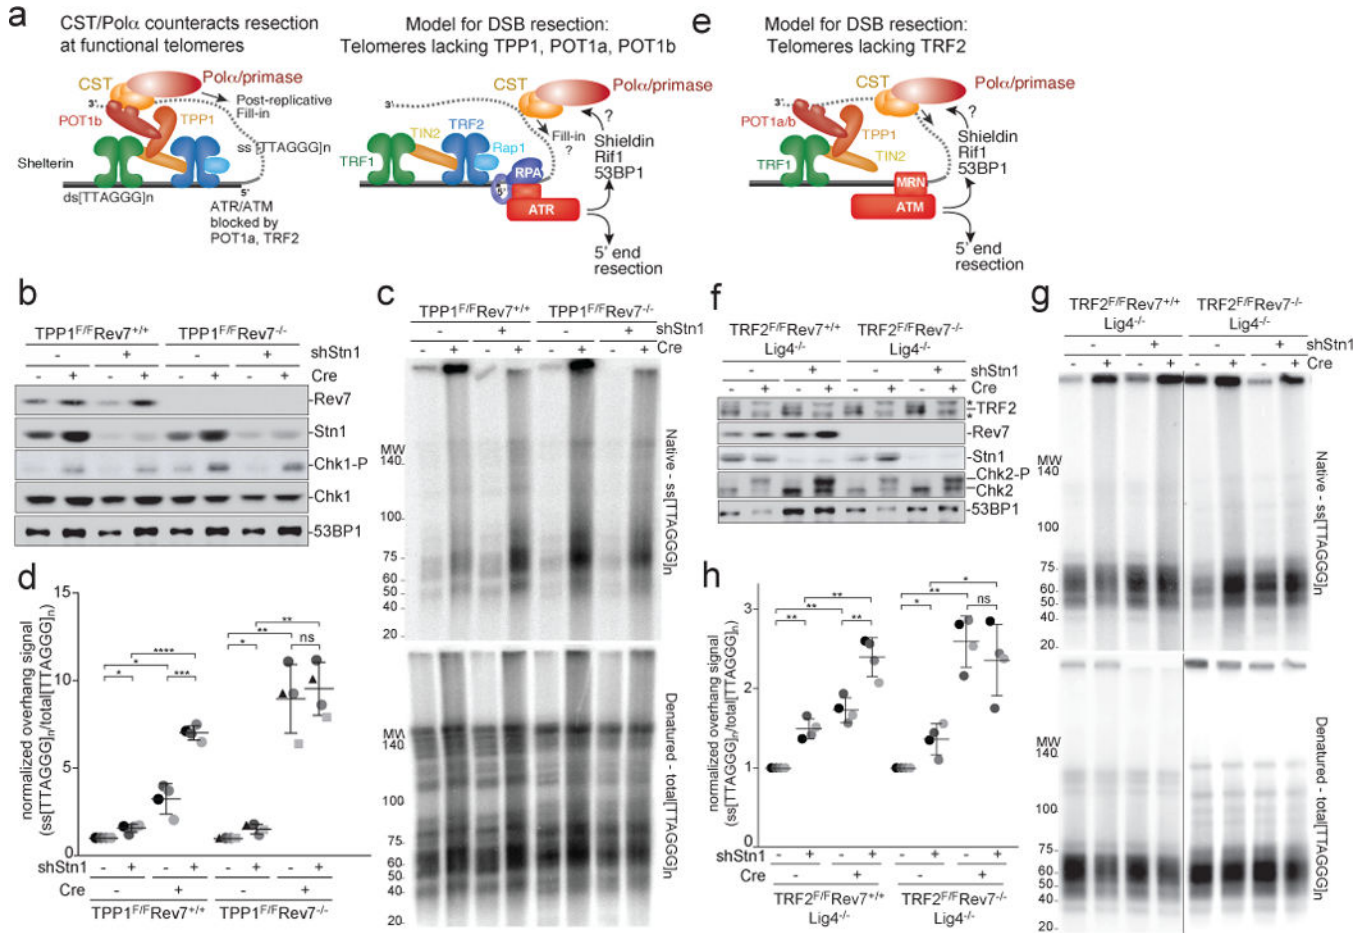 a
CST/Polα counteracts resection
at functional telomeres
CST
Polα/primase
3'
Post-replicative
Fill-in
POT1b
TPP1
ss[TTAGGG]n
Shelterin
5'
ds[TTAGGG]n
ATR/ATM
blocked by
POT1a, TRF2
Model for DSB resection:
Telomeres lacking TPP1, POT1a, POT1b
CST
Polα/primase
3'
?
TIN2
TRF2
Fill-in
?
Shieldin
Rif1
53BP1
TRF1
Rap1
RPA
5'
ATR
5' end
resection
e
Model for DSB resection:
Telomeres lacking TRF2
CST
Polα/primase
3'
?
POT1a/b
TPP1
Shieldin
Rif1
53BP1
TRF1
TIN2
MRN
ATM
5' end
resection
b
TPP1F/FRev7+/+ TPP1F/FRev7-/-
- + - + shStn1
- + - + - + - + Cre
-Rev7
-Stn1
-Chk1-P
-Chk1
-53BP1
c
TPP1F/FRev7+/+ TPP1F/FRev7-/-
- + - + shStn1
- + - + - + - + Cre
MW
140
100
75
60
50
40
20
Native - ss[TTAGGG]n
MW
140
100
75
60
50
40
20
Denatured - total[TTAGGG]n
d
normalized overhang signal
(ss[TTAGGG]n/total[TTAGGG]n)
15
10
5
0
* * **** *** * ** ** ns
shStn1 - + - + - + - +
Cre - + - +
TPP1F/FRev7+/+ TPP1F/FRev7-/-
f
TRF2F/FRev7+/+ TRF2F/FRev7-/-
Lig4-/- Lig4-/-
- + - + shStn1
- + - + - + - + Cre
*
-TRF2
*
-Rev7
-Stn1
Chk2-P
Chk2
-53BP1
g
TRF2F/FRev7+/+ TRF2F/FRev7-/-
Lig4-/- Lig4-/-
- + - + shStn1
- + - + - + - + Cre
MW
140
100
75
60
50
40
20
Native - ss[TTAGGG]n
MW
140
100
75
60
50
40
20
Denatured - total[TTAGGG]n
h
normalized overhang signal
(ss[TTAGGG]n/total[TTAGGG]n)
3
2
1
0
** ** ** ** * ** * ns
shStn1 - + - + - + - +
Cre - + - +
TRF2F/FRev7+/+ TRF2F/FRev7-/-
Lig4-/- Lig4-/-